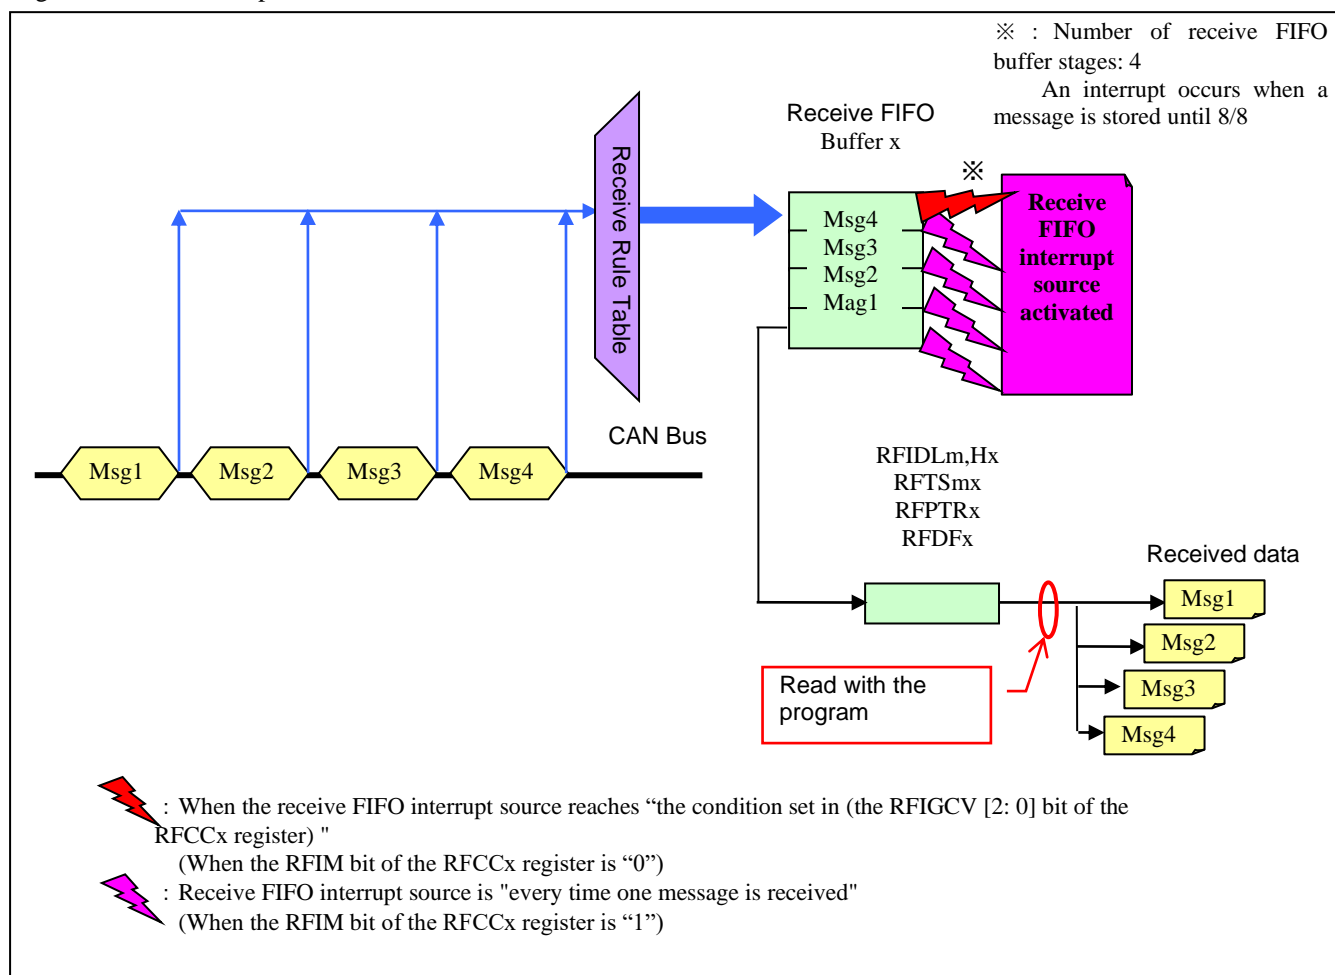 ※ : Number of receive FIFO
buffer stages: 4
An interrupt occurs when a
message is stored until 8/8
Receive FIFO
Buffer x
※
Receive Rule Table
Msg4
Msg3
Msg2
Mag1
Receive
FIFO
interrupt
source
activated
CAN Bus
Msg1
Msg2
Msg3
Msg4
RFIDLm,Hx
RFTSmx
RFPTRx
RFDFx
Received data
Msg1
Msg2
Msg3
Msg4
Read with the
program
: When the receive FIFO interrupt source reaches “the condition set in (the RFIGCV [2: 0] bit of the
RFCCx register) "
(When the RFIM bit of the RFCCx register is “0”)
: Receive FIFO interrupt source is "every time one message is received"
(When the RFIM bit of the RFCCx register is “1”)